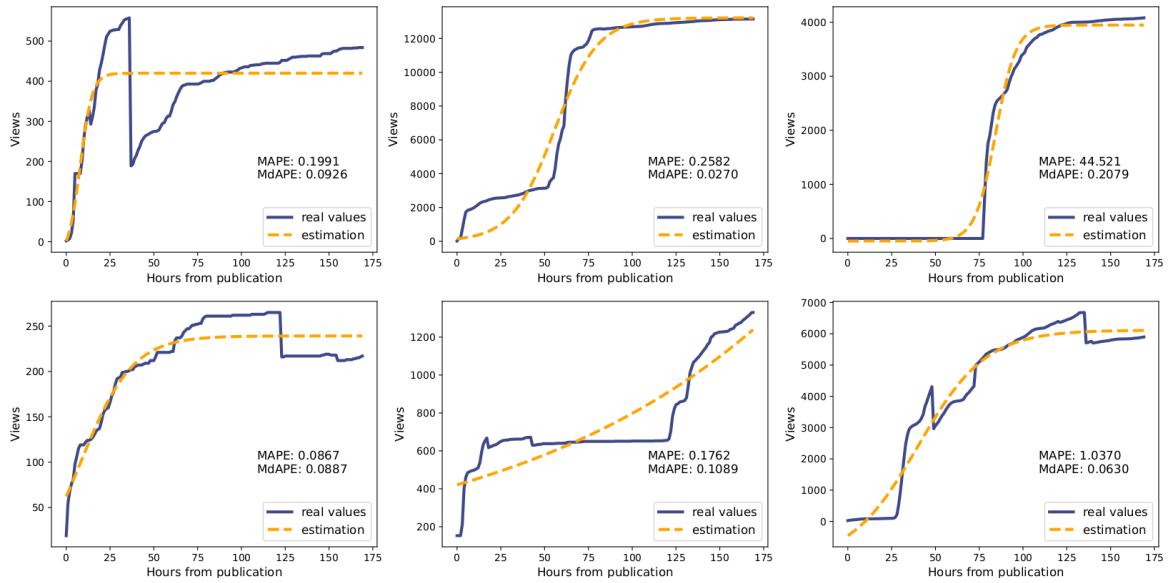 500
400
300
200
100
0
Views
0 25 50 75 100 125 150 175
Hours from publication
MAPE: 0.1991
MdAPE: 0.0926
real values
estimation
12000
10000
8000
6000
4000
2000
0
Views
0 25 50 75 100 125 150 175
Hours from publication
MAPE: 0.2582
MdAPE: 0.0270
real values
estimation
4000
3000
2000
1000
0
Views
0 25 50 75 100 125 150 175
Hours from publication
MAPE: 44.521
MdAPE: 0.2079
real values
estimation
250
200
150
100
50
Views
0 25 50 75 100 125 150 175
Hours from publication
MAPE: 0.0867
MdAPE: 0.0887
real values
estimation
1200
1000
800
600
400
200
Views
0 25 50 75 100 125 150 175
Hours from publication
MAPE: 0.1762
MdAPE: 0.1089
real values
estimation
7000
6000
5000
4000
3000
2000
1000
0
Views
0 25 50 75 100 125 150 175
Hours from publication
MAPE: 1.0370
MdAPE: 0.0630
real values
estimation